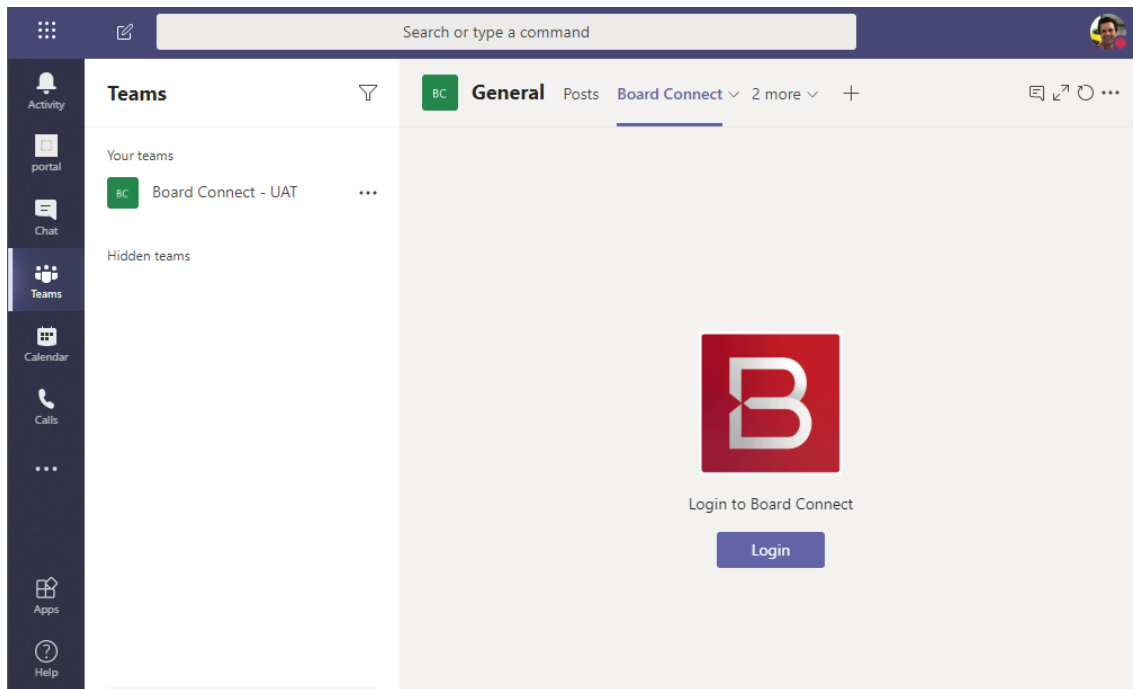 Search or type a command
Activity
portal
Chat
Teams
Calendar
Calls
Apps
Help
Teams
Your teams
BC Board Connect - UAT
Hidden teams
BC General Posts Board Connect 2 more
B
Login to Board Connect
Login